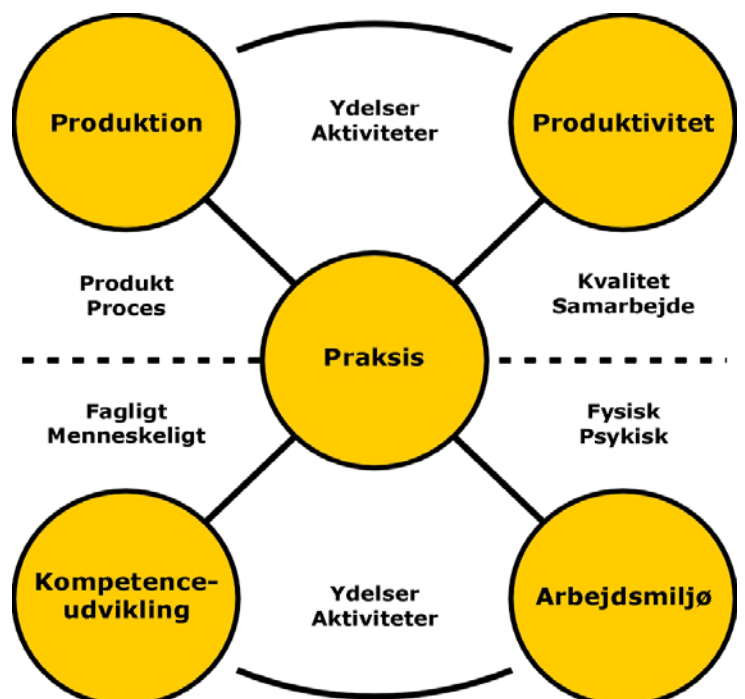 Produktion
Ydelser
Aktiviteter
Produktivitet
Produkt
Proces
Kvalitet
Samarbejde
Praksis
Fagligt
Menneskeligt
Fysisk
Psykisk
Kompetence-
udvikling
Ydelser
Aktiviteter
Arbejdsmiljø